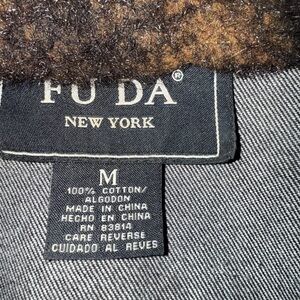 FU DA®
NEW YORK
M
100% COTTON/
ALGODON
MADE IN CHINA
HECHO EN CHINA
RN 83814
CARE REVERSE
CUIDADO AL REVES